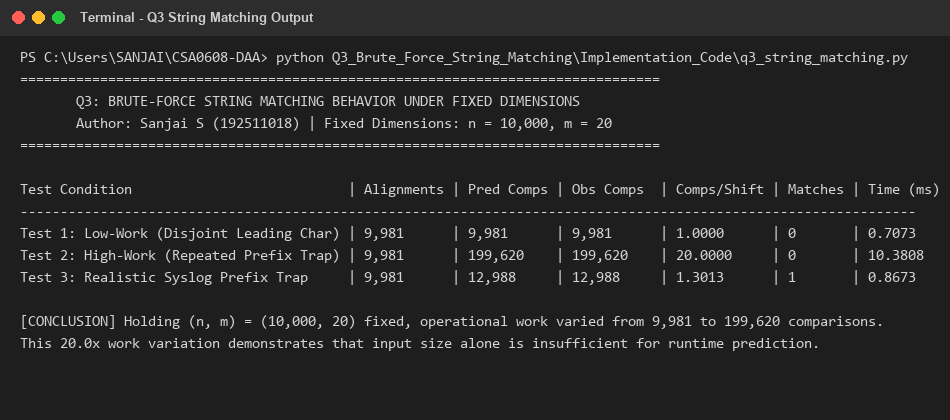 Terminal - Q3 String Matching Output
PS C:\Users\SANJAI\CSA0608-DAA> python Q3_Brute_Force_String_Matching\Implementation_Code\q3_string_matching.py
================================================================================
Q3: BRUTE-FORCE STRING MATCHING BEHAVIOR UNDER FIXED DIMENSIONS
Author: Sanjai S (192511018) | Fixed Dimensions: n = 10,000, m = 20
================================================================================
Test Condition | Alignments | Pred Comps | Obs Comps | Comps/Shift | Matches | Time (ms)
----------------------------------------------------------------------------------------------------------------
Test 1: Low-Work (Disjoint Leading Char) | 9,981 | 9,981 | 9,981 | 1.0000 | 0 | 0.7073
Test 2: High-Work (Repeated Prefix Trap) | 9,981 | 199,620 | 199,620 | 20.0000 | 0 | 10.3808
Test 3: Realistic Syslog Prefix Trap | 9,981 | 12,988 | 12,988 | 1.3013 | 1 | 0.8673
[CONCLUSION] Holding (n, m) = (10,000, 20) fixed, operational work varied from 9,981 to 199,620 comparisons.
This 20.0x work variation demonstrates that input size alone is insufficient for runtime prediction.